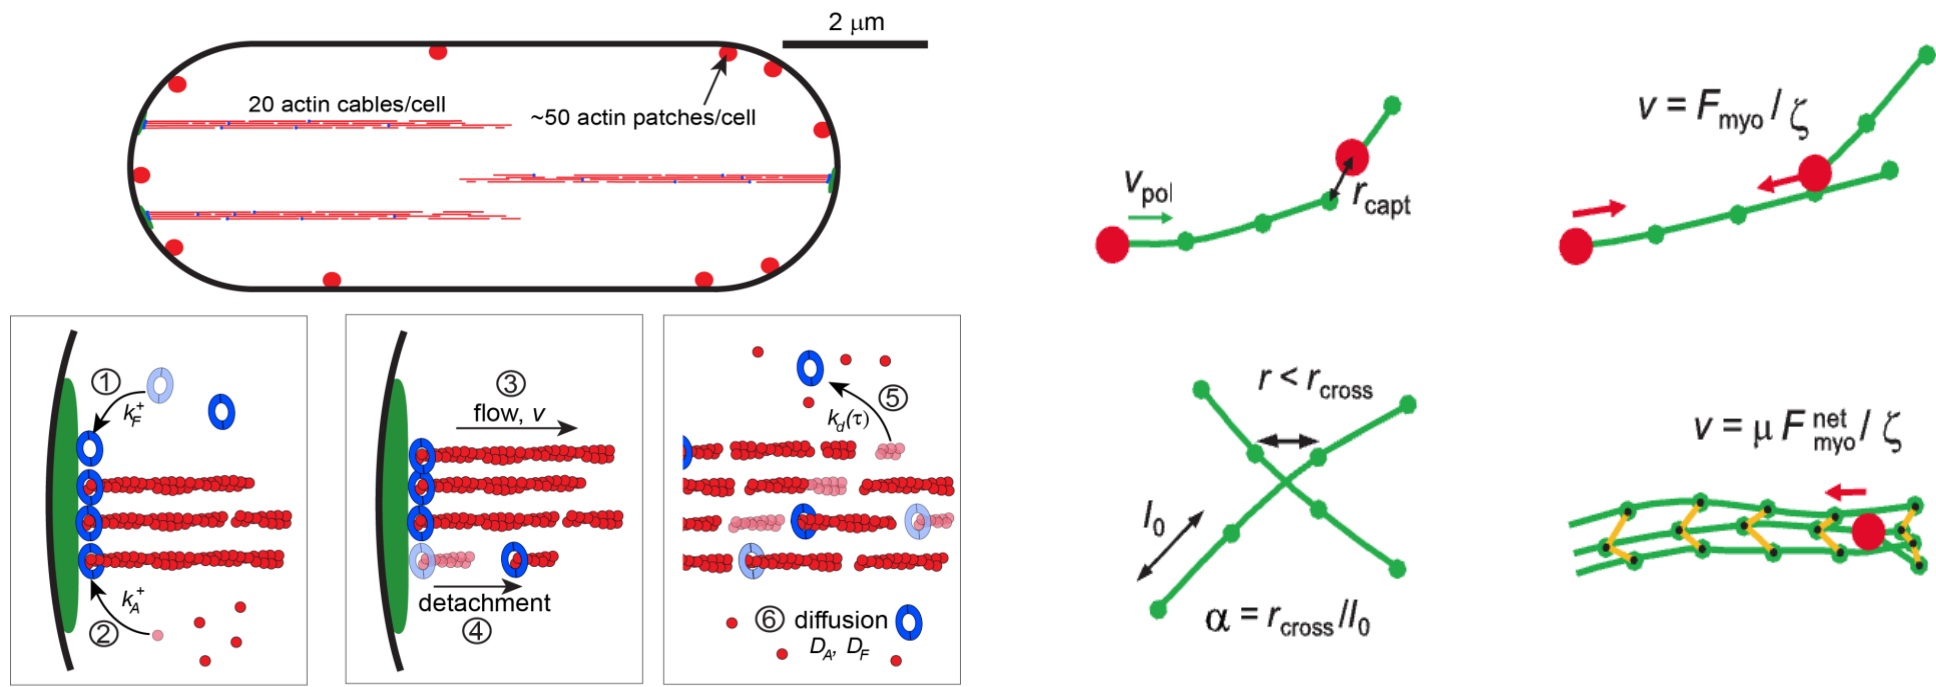 2 μm
20 actin cables/cell
~50 actin patches/cell
1
k_F^+
k_A^+
2
3
flow, v
detachment
4
5
k_d(τ)
6 diffusion
D_A, D_F
v_pol
r_capt
v = F_myo / ζ
r < r_cross
l_0
α = r_cross/l_0
v = μ F_myo^net / ζ